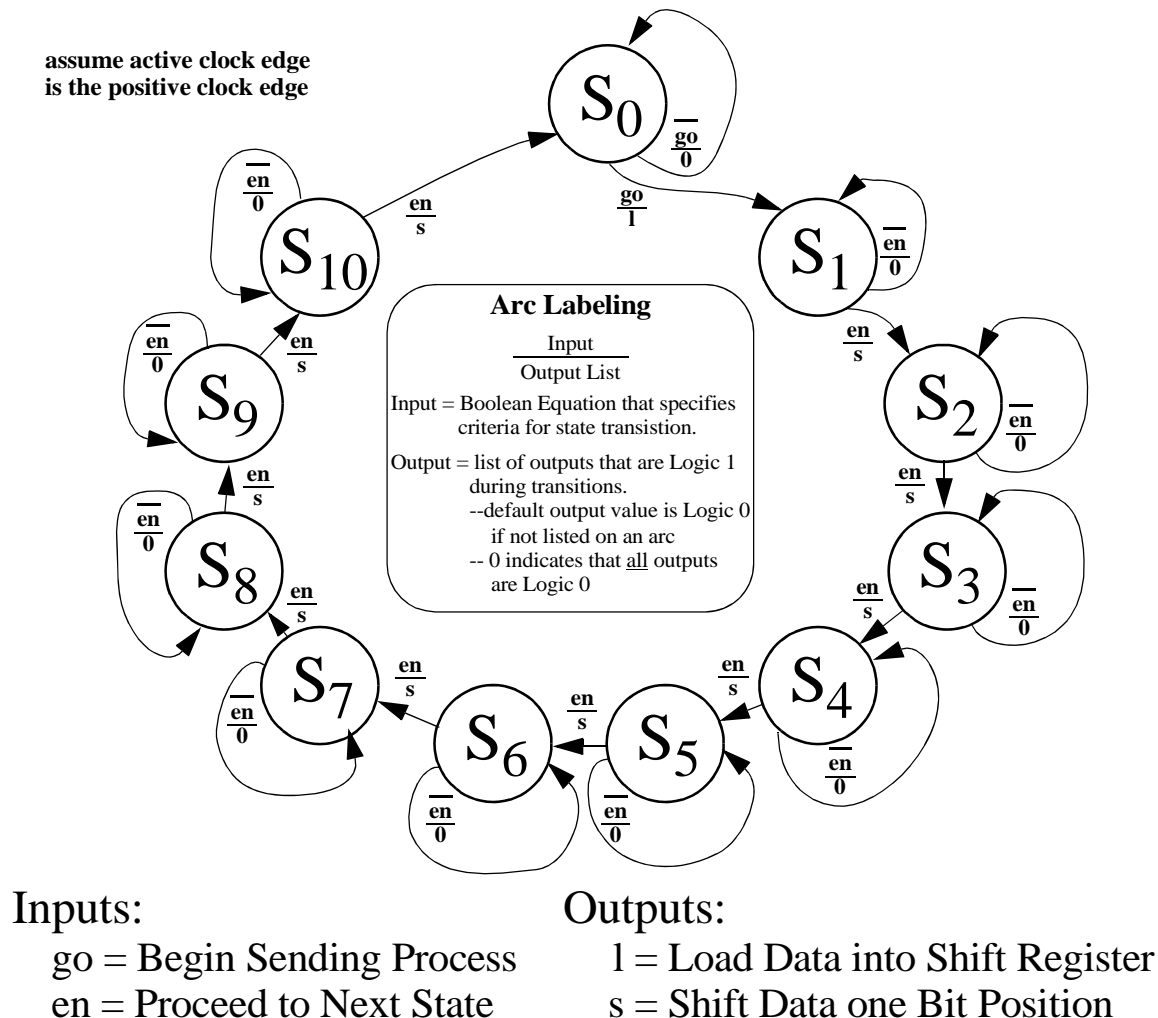 assume active clock edge
is the positive clock edge
S0
go
0
go
l
S1
en
0
en
s
S2
en
0
en
s
S3
en
0
en
s
S4
en
0
en
s
S5
en
0
en
s
S6
en
0
en
s
S7
en
0
en
s
S8
en
0
en
s
S9
en
0
en
s
S10
en
0
en
s
Arc Labeling
Input
Output List
Input = Boolean Equation that specifies
criteria for state transistion.
Output = list of outputs that are Logic 1
during transitions.
--default output value is Logic 0
if not listed on an arc
-- 0 indicates that all outputs
are Logic 0
Inputs:
go = Begin Sending Process
en = Proceed to Next State
Outputs:
l = Load Data into Shift Register
s = Shift Data one Bit Position